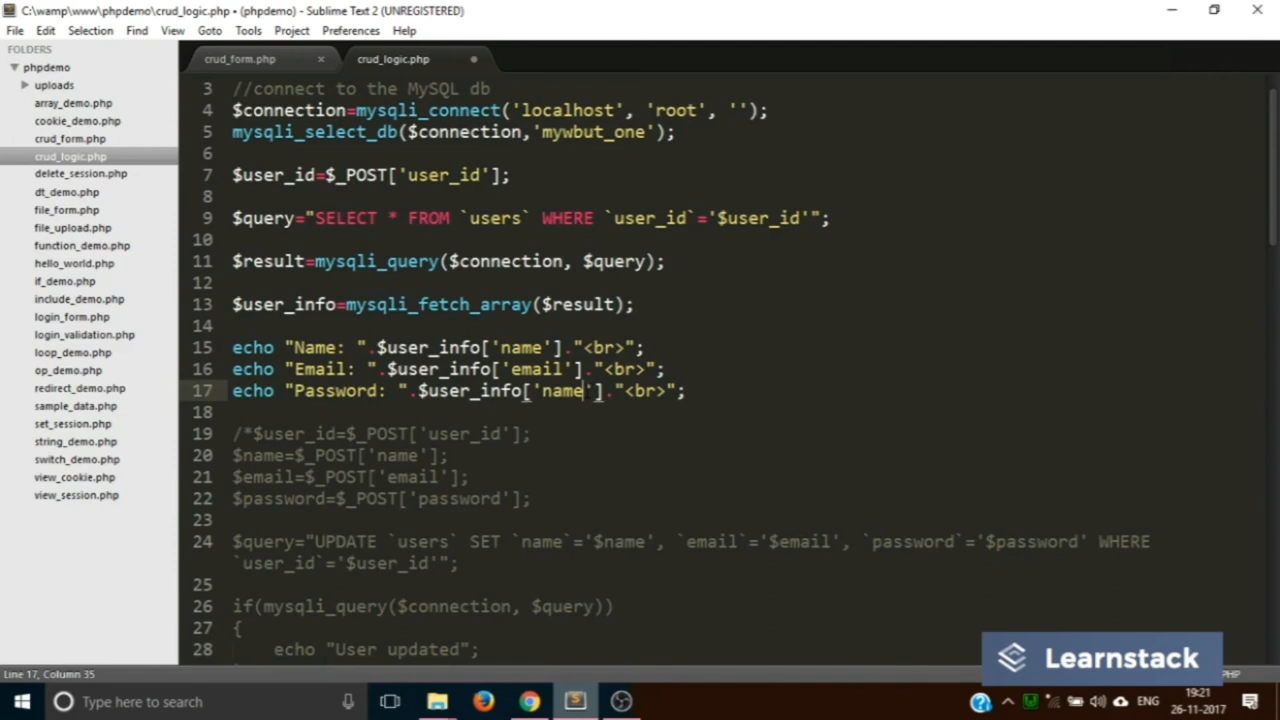 C:\wamp\www\phpdemo\crud_logic.php • (phpdemo) - Sublime Text 2 (UNREGISTERED)
File Edit Selection Find View Goto Tools Project Preferences Help
FOLDERS
phpdemo
uploads
array_demo.php
cookie_demo.php
crud_form.php
crud_logic.php
delete_session.php
dt_demo.php
file_form.php
file_upload.php
function_demo.php
hello_world.php
if_demo.php
include_demo.php
login_form.php
login_validation.php
loop_demo.php
op_demo.php
redirect_demo.php
sample_data.php
set_session.php
string_demo.php
switch_demo.php
view_cookie.php
view_session.php
crud_form.php × crud_logic.php
3 //connect to the MySQL db
4 $connection=mysqli_connect('localhost', 'root', '');
5 mysqli_select_db($connection,'mywbut_one');
6
7 $user_id=$_POST['user_id'];
8
9 $query="SELECT * FROM `users` WHERE `user_id`='$user_id'";
10
11 $result=mysqli_query($connection, $query);
12
13 $user_info=mysqli_fetch_array($result);
14
15 echo "Name: ".$user_info['name']."<br>";
16 echo "Email: ".$user_info['email']."<br>";
17 echo "Password: ".$user_info['name']."<br>";
18
19 /*$user_id=$_POST['user_id'];
20 $name=$_POST['name'];
21 $email=$_POST['email'];
22 $password=$_POST['password'];
23
24 $query="UPDATE `users` SET `name`='$name', `email`='$email', `password`='$password' WHERE
`user_id`='$user_id'";
25
26 if(mysqli_query($connection, $query))
27 {
28 echo "User updated";
Learnstack
Line 17, Column 35
PHP
Type here to search
ENG
19:21
26-11-2017